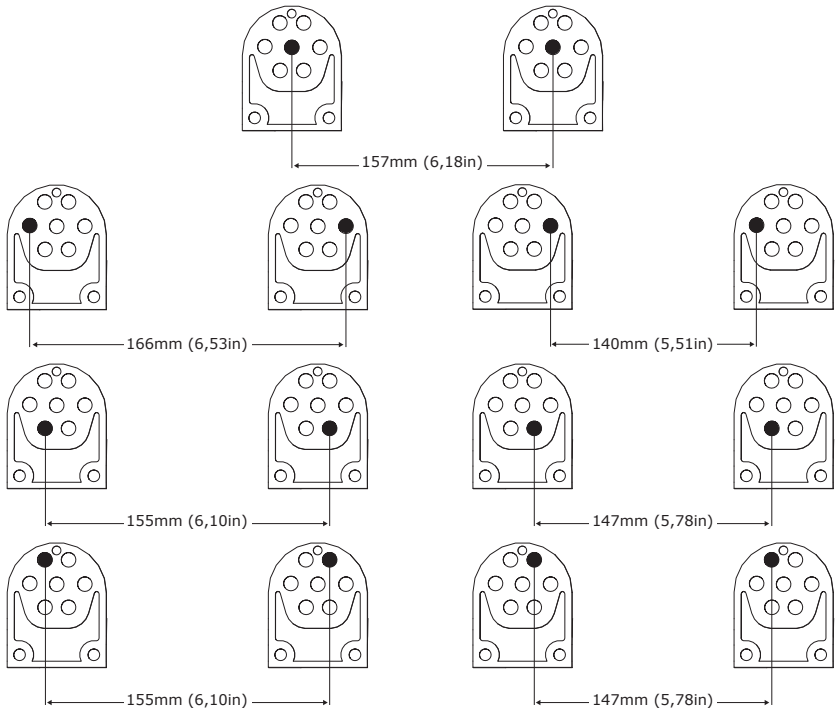 157mm (6,18in)
166mm (6,53in)
140mm (5,51in)
155mm (6,10in)
147mm (5,78in)
155mm (6,10in)
147mm (5,78in)